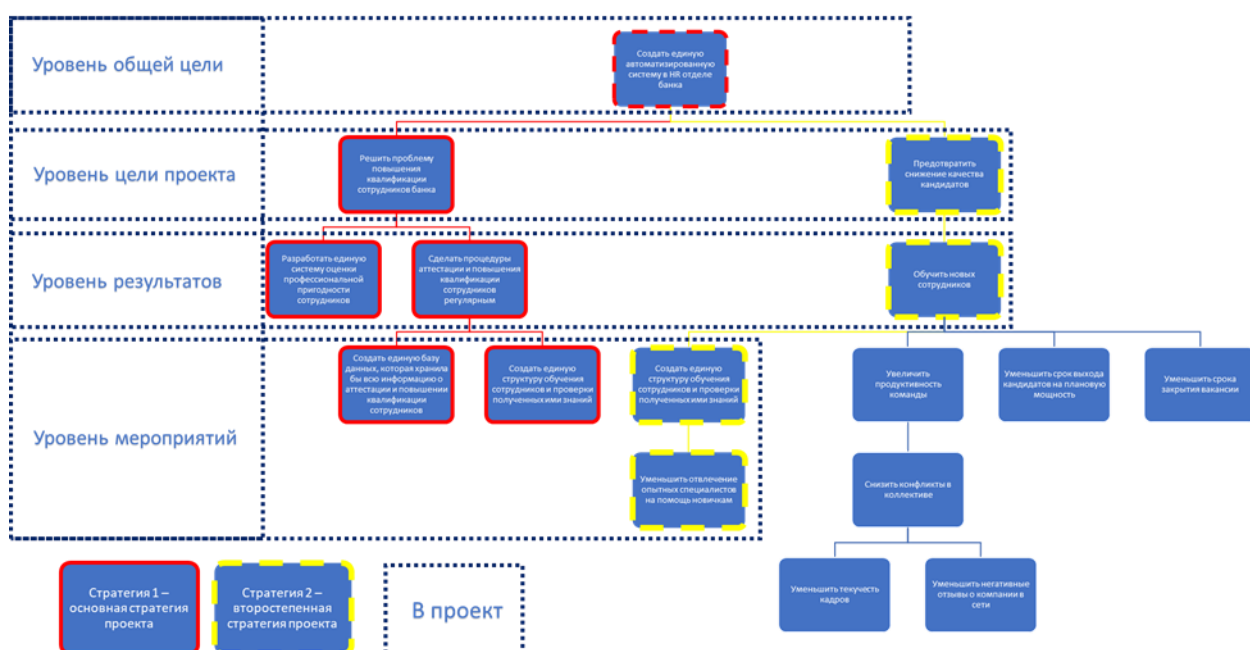 Уровень общей цели
Создать единую
автоматизированную
систему в HR отделе
банка
Уровень цели проекта
Решить проблему
повышения
квалификации
сотрудников банка
Предотвратить
снижение качества
кандидатов
Уровень результатов
Разработать единую
систему оценки
профессиональной
пригодности
сотрудников
Сделать процедуры
аттестации и повышения
квалификации
сотрудников
регулярным
Обучить новых
сотрудников
Уровень мероприятий
Создать единую базу
данных, которая хранила
бы всю информацию о
аттестации и повышении
квалификации
сотрудников
Создать единую
структуру обучения
сотрудников и проверки
полученных ими знаний
Создать единую
структуру обучения
сотрудников и проверки
полученных ими знаний
Увеличить
продуктивность
команды
Уменьшить срок выхода
кандидатов на плановую
мощность
Уменьшить срока
закрытия вакансии
Уменьшить отвлечение
опытных специалистов
на помощь новичкам
Снизить конфликты в
коллективе
Уменьшить текучесть
кадров
Уменьшить негативные
отзывы о компании в
сети
Стратегия 1 –
основная стратегия
проекта
Стратегия 2 –
второстепенная
стратегия проекта
В проект